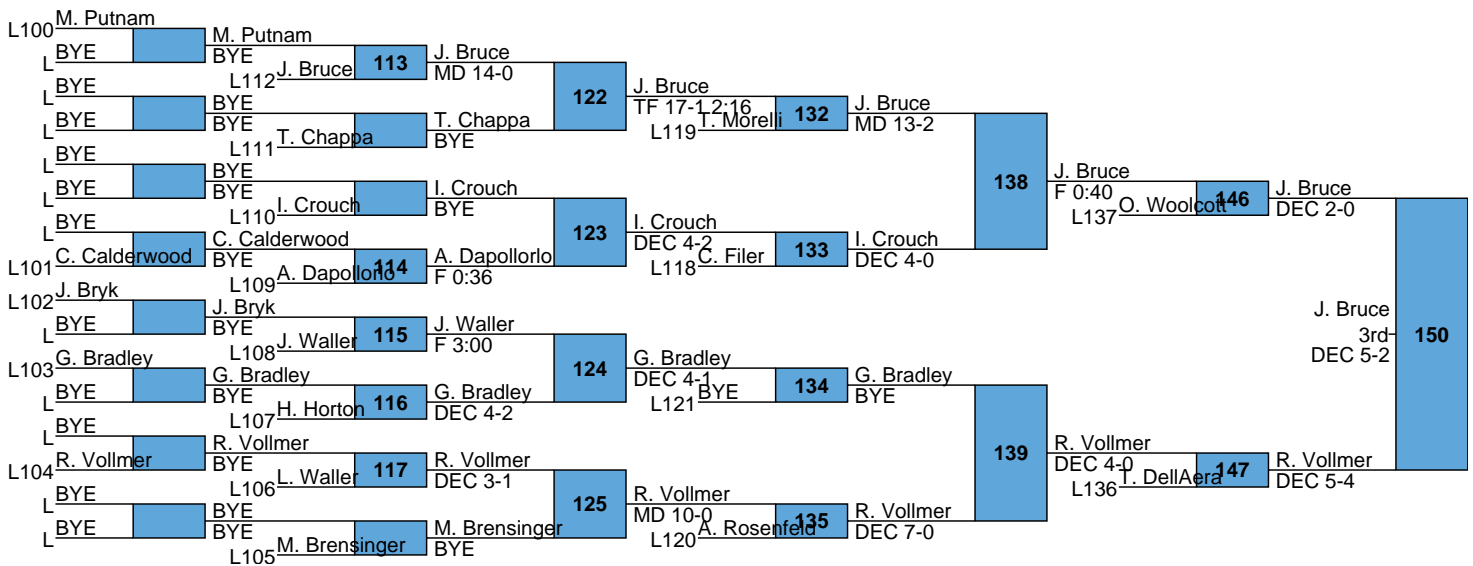 M. Putnam
L100
BYE
L
M. Putnam
BYE
J. Bruce
L112
113
J. Bruce
MD 14-0
BYE
L
BYE
L
BYE
BYE
T. Chappa
L111
T. Chappa
BYE
122
J. Bruce
TF 17-1 2:16
T. Morelli
L119
132
J. Bruce
MD 13-2
BYE
L
BYE
L
BYE
BYE
I. Crouch
L110
I. Crouch
BYE
BYE
L
C. Calderwood
L101
C. Calderwood
BYE
A. Dapollorlo
L109
114
A. Dapollorlo
F 0:36
123
I. Crouch
DEC 4-2
C. Filer
L118
133
I. Crouch
DEC 4-0
138
J. Bruce
F 0:40
O. Woolcott
L137
146
J. Bruce
DEC 2-0
J. Bryk
L102
BYE
L
J. Bryk
BYE
J. Waller
L108
115
J. Waller
F 3:00
G. Bradley
L103
BYE
L
G. Bradley
BYE
H. Horton
L107
116
G. Bradley
DEC 4-2
124
G. Bradley
DEC 4-1
BYE
L121
134
G. Bradley
BYE
BYE
L
R. Vollmer
L104
R. Vollmer
BYE
L. Waller
L106
117
R. Vollmer
DEC 3-1
BYE
L
BYE
L
BYE
BYE
M. Brensinger
L105
M. Brensinger
BYE
125
R. Vollmer
MD 10-0
A. Rosenfeld
L120
135
R. Vollmer
DEC 7-0
139
R. Vollmer
DEC 4-0
T. DellAera
L136
147
R. Vollmer
DEC 5-4
J. Bruce
3rd
DEC 5-2
150